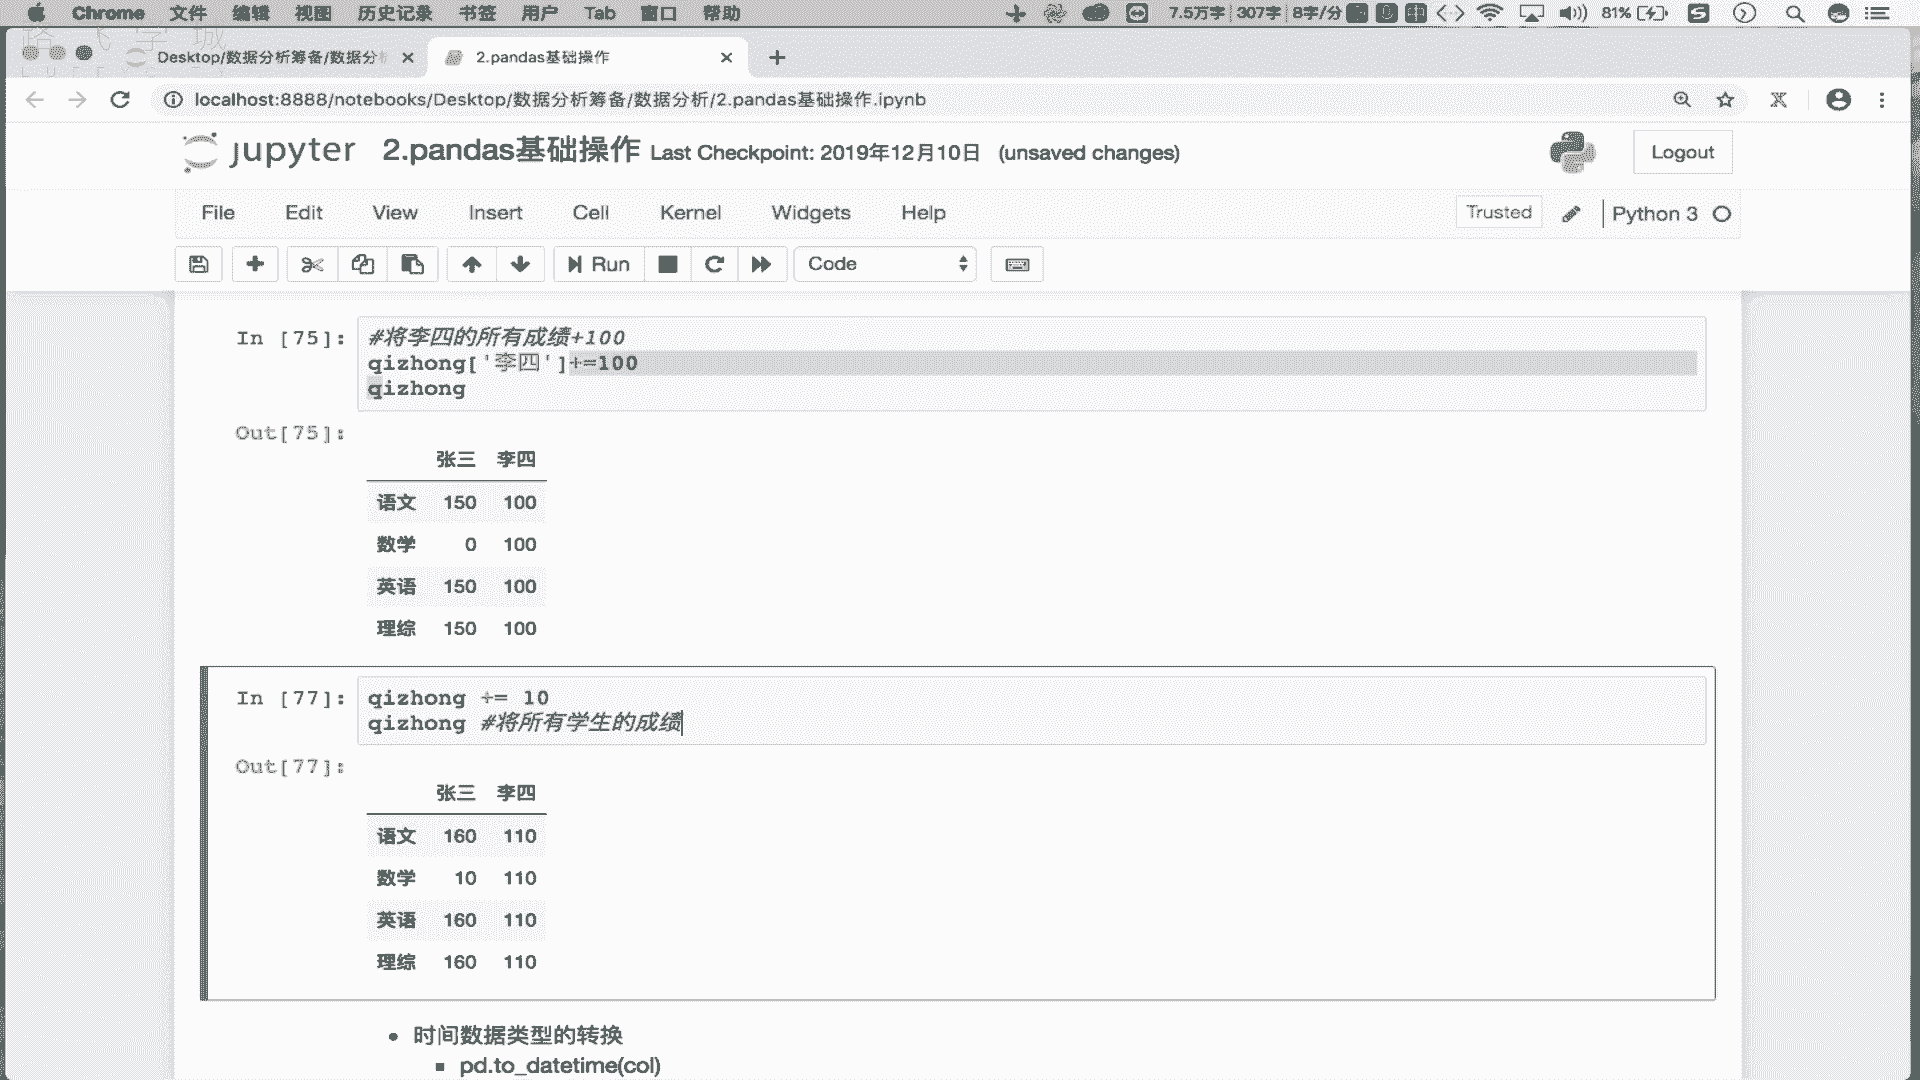 Chrome 文件 编辑 视图 历史记录 书签 用户 Tab 窗口 帮助 7.5万字 307字 8字/分 81%
Desktop/数据分析筹备/数据分析
2.pandas基础操作
localhost:8888/notebooks/Desktop/数据分析筹备/数据分析/2.pandas基础操作.ipynb
jupyter 2.pandas基础操作 Last Checkpoint: 2019年12月10日 (unsaved changes) Logout
File Edit View Insert Cell Kernel Widgets Help Trusted Python 3
Run Code
In [75]: #将李四的所有成绩+100
qizhong['李四']+=100
qizhong
Out[75]:
张三 李四
语文 150 100
数学 0 100
英语 150 100
理综 150 100
In [77]: qizhong += 10
qizhong #将所有学生的成绩
Out[77]:
张三 李四
语文 160 110
数学 10 110
英语 160 110
理综 160 110
时间数据类型的转换
pd.to_datetime(col)